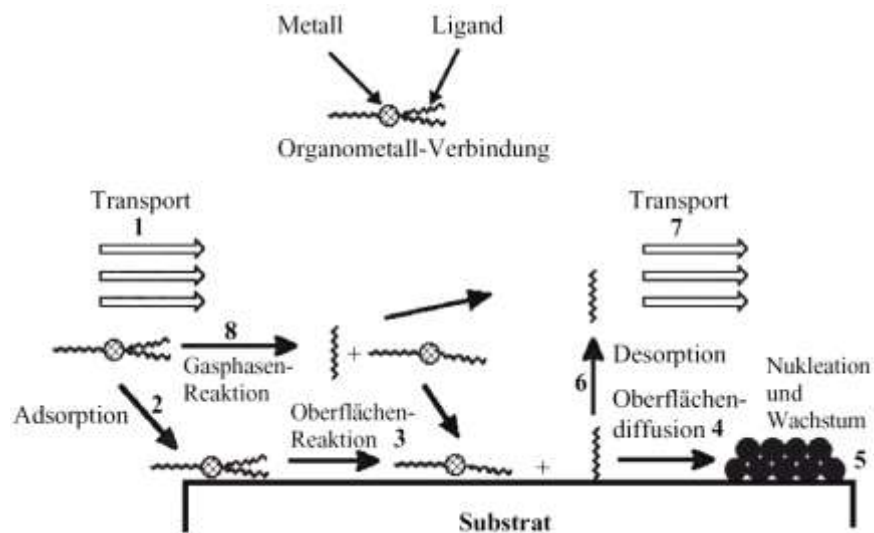 Metall
Ligand
Organometall-Verbindung
Transport
1
Transport
7
8
Gasphasen-
Reaktion
+
Adsorption
2
Oberflächen-
Reaktion 3
+
6
Desorption
Oberflächen-
diffusion 4
Nukleation
und
Wachstum
5
Substrat